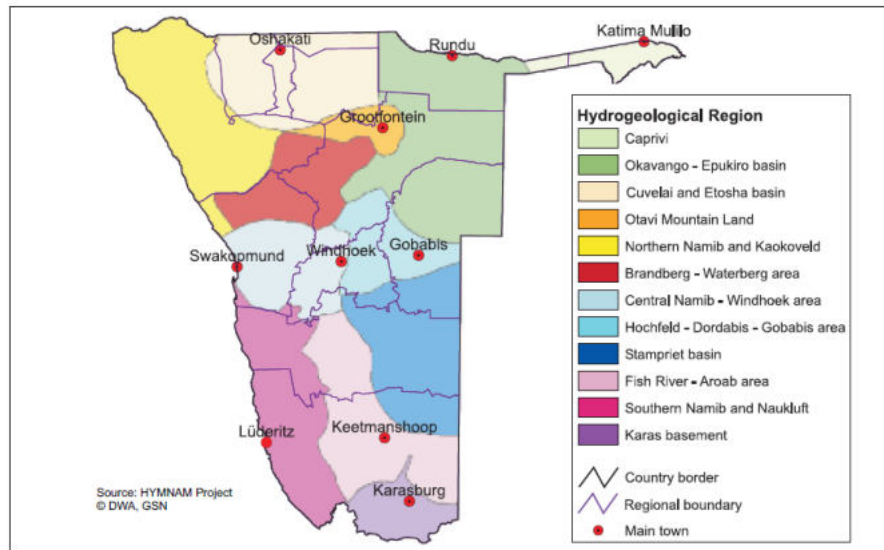 Oshakati
Rundu
Katima Mulilo
Grootfontein
Swakopmund
Windhoek
Gobabis
Lüderitz
Keetmanshoop
Karasburg
Source: HYMNAM Project
© DWA, GSN
Hydrogeological Region
Caprivi
Okavango - Epukiro basin
Cuvelai and Etosha basin
Otavi Mountain Land
Northern Namib and Kaokoveld
Brandberg - Waterberg area
Central Namib - Windhoek area
Hochfeld - Dordabis - Gobabis area
Stampriet basin
Fish River - Aroab area
Southern Namib and Naukluft
Karas basement
Country border
Regional boundary
Main town